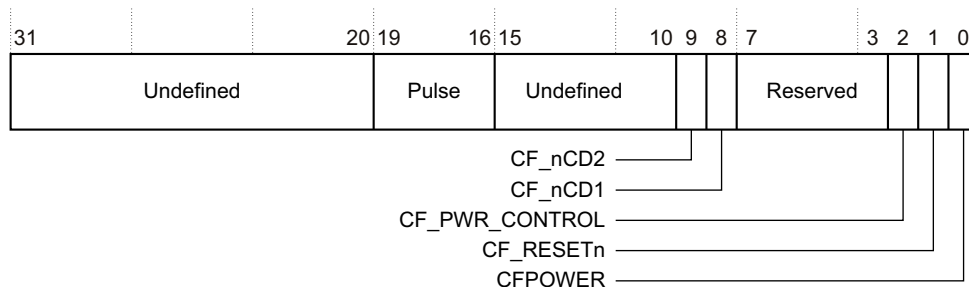 31 20 19 16 15 10 9 8 7 3 2 1 0
Undefined Pulse Undefined Reserved
CF_nCD2
CF_nCD1
CF_PWR_CONTROL
CF_RESETn
CFPOWER